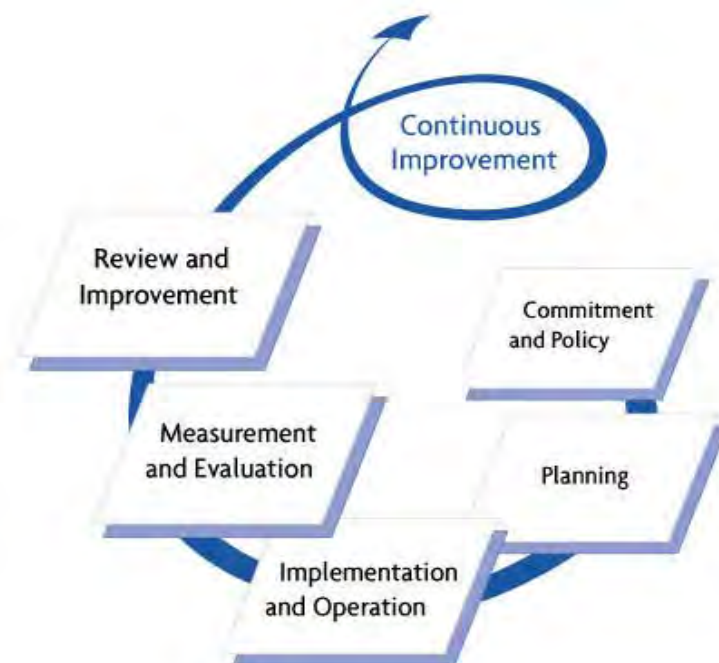 Continuous
Improvement
Review and
Improvement
Commitment
and Policy
Measurement
and Evaluation
Planning
Implementation
and Operation